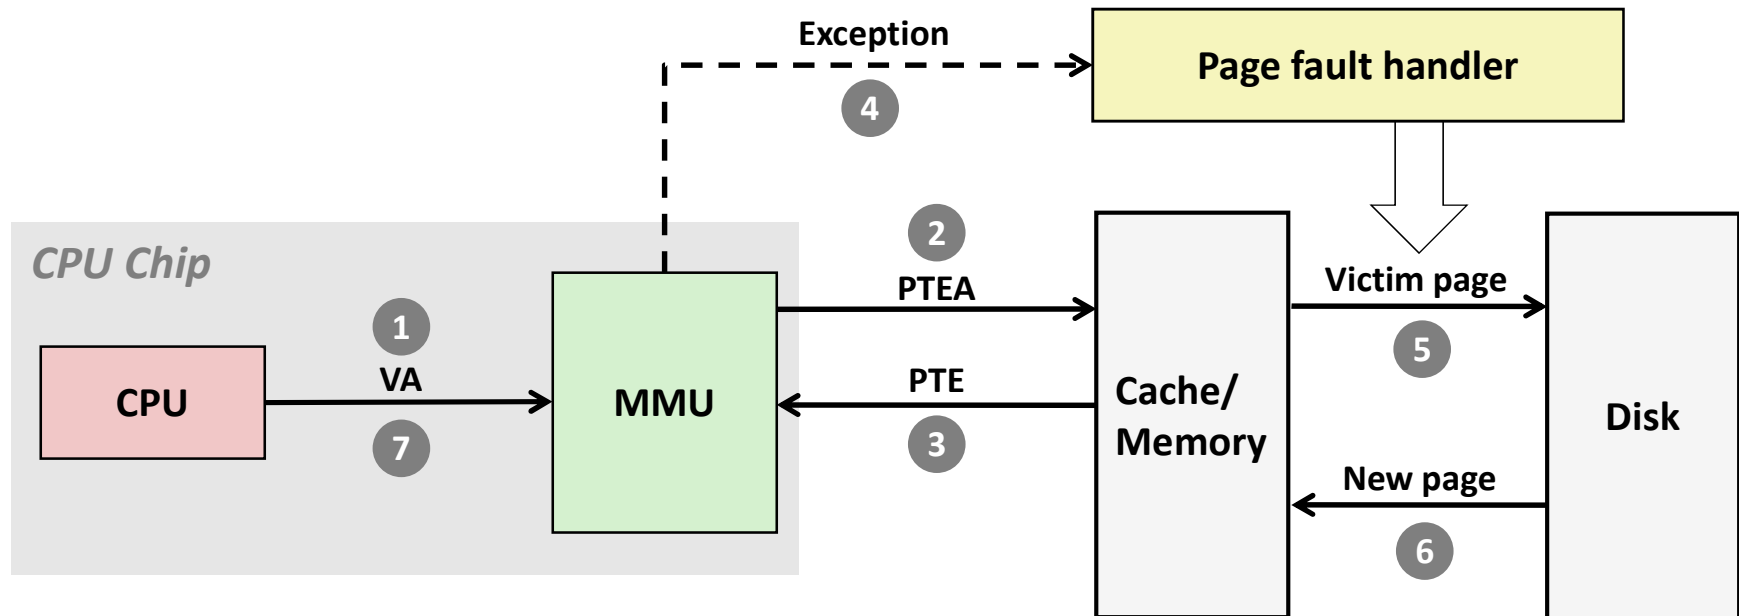 Exception
Page fault handler
4
2
CPU Chip
PTEA
Victim page
1
5
VA
PTE
CPU
MMU
Cache/
Memory
Disk
7
3
New page
6